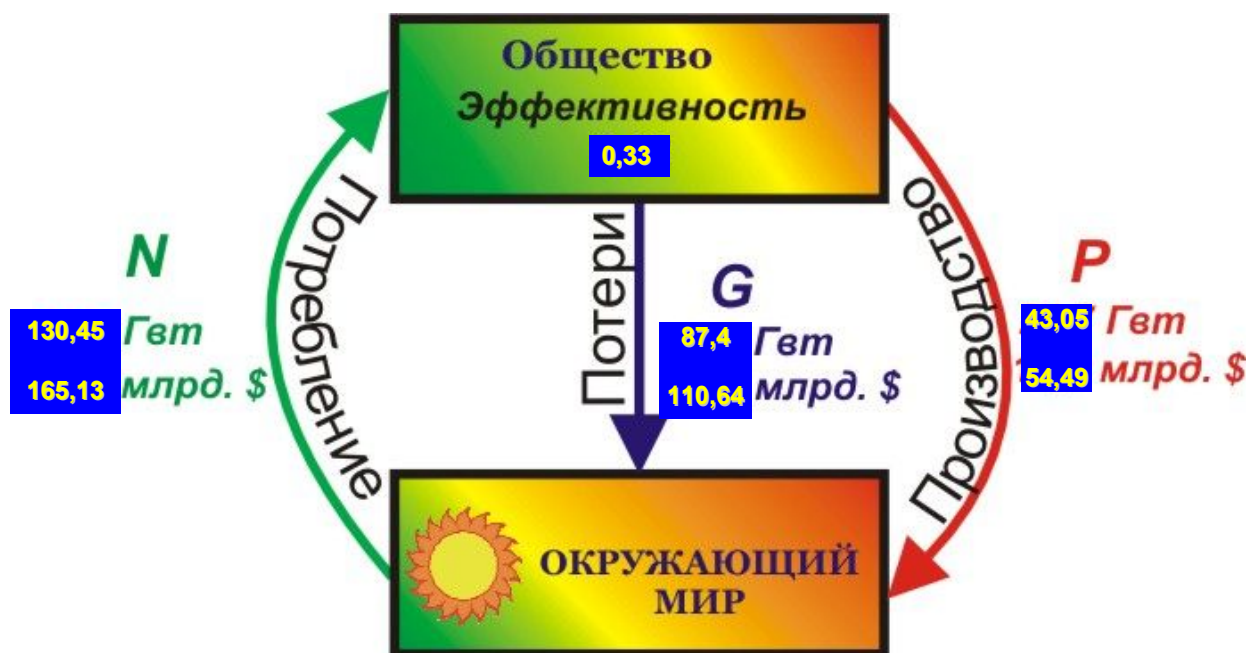 Общество
Эффективность
0,33
Потребление
N
130,45 Гвт
165,13 млрд. $
Потери
G
87,4 Гвт
110,64 млрд. $
Производство
P
43,05 Гвт
54,49 млрд. $
ОКРУЖАЮЩИЙ
МИР